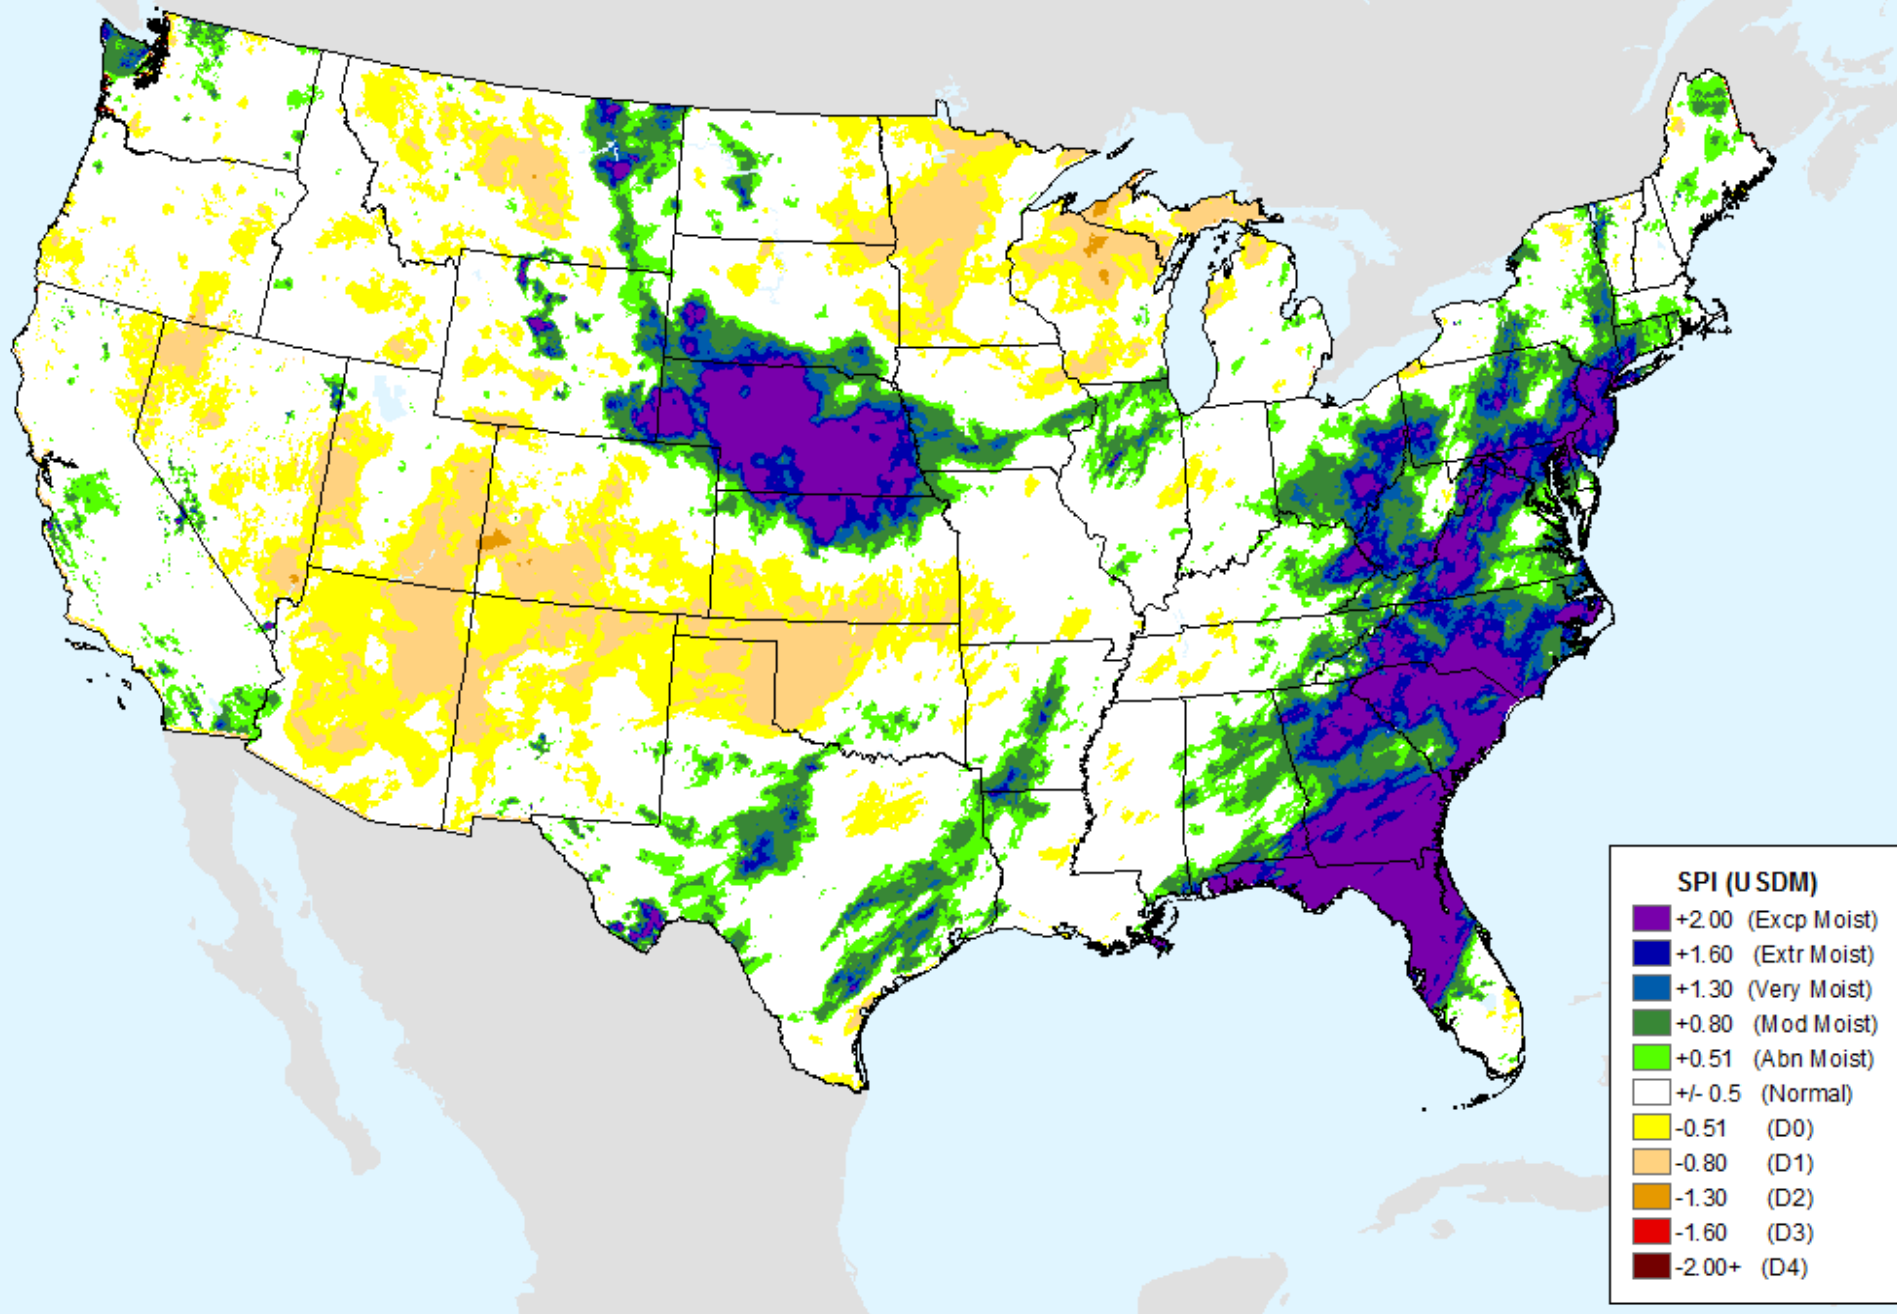 SPI (USDM)
+2.00 (Excp Moist)
+1.60 (Extr Moist)
+1.30 (Very Moist)
+0.80 (Mod Moist)
+0.51 (Abn Moist)
+/- 0.5 (Normal)
-0.51 (D0)
-0.80 (D1)
-1.30 (D2)
-1.60 (D3)
-2.00+ (D4)